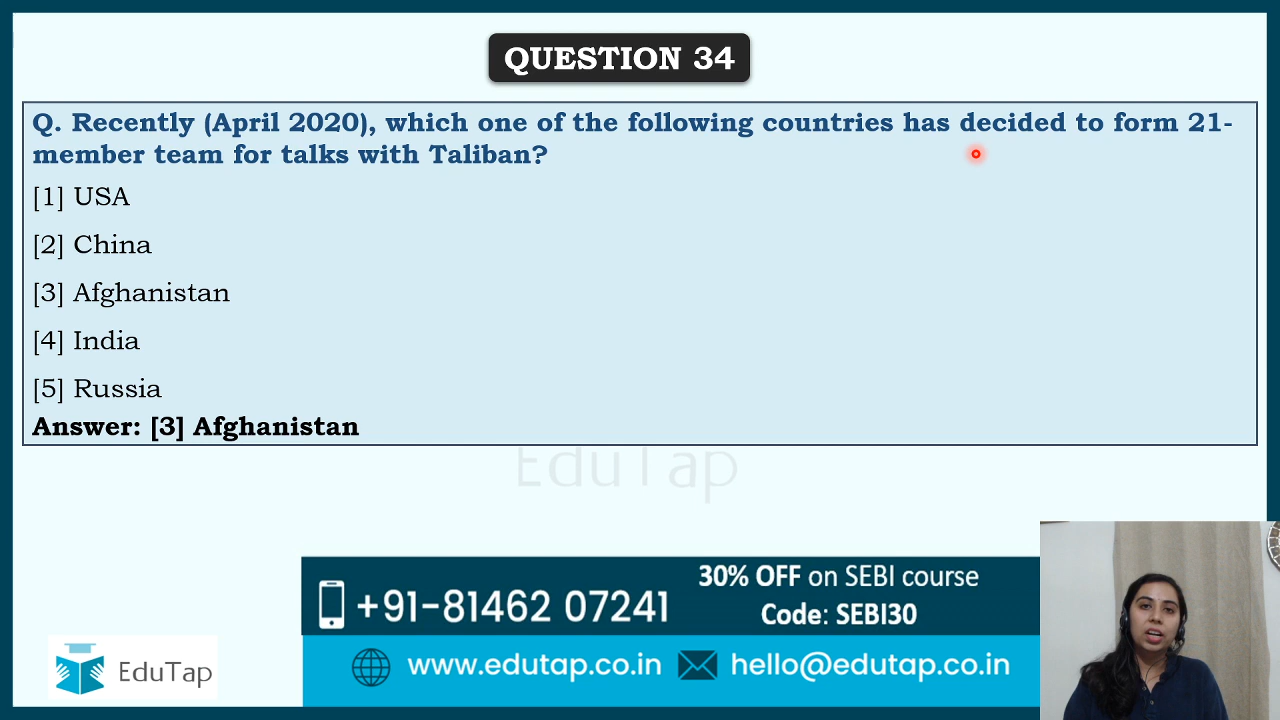 QUESTION 34
Q. Recently (April 2020), which one of the following countries has decided to form 21-
member team for talks with Taliban?
[1] USA
[2] China
[3] Afghanistan
[4] India
[5] Russia
Answer: [3] Afghanistan
EduTap
+91-81462 07241
30% OFF on SEBI course
Code: SEBI30
EduTap
www.edutap.co.in
hello@edutap.co.in